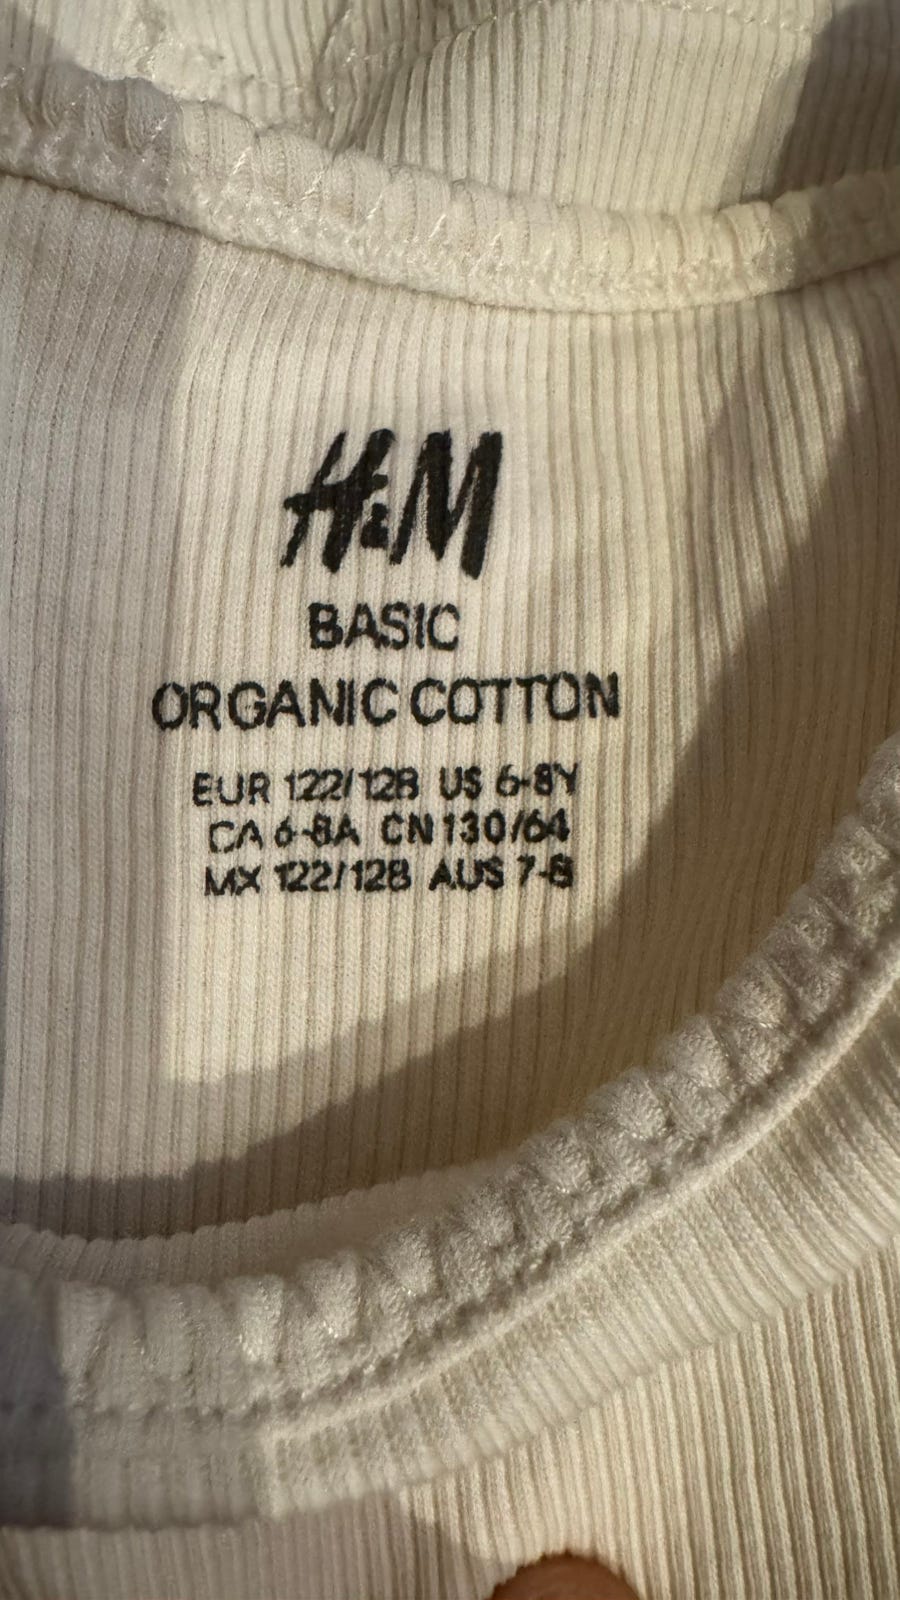 H&M
BASIC
ORGANIC COTTON
EUR 122/128 US 6-8Y
CA 6-8A CN 130/64
MX 122/128 AUS 7-8